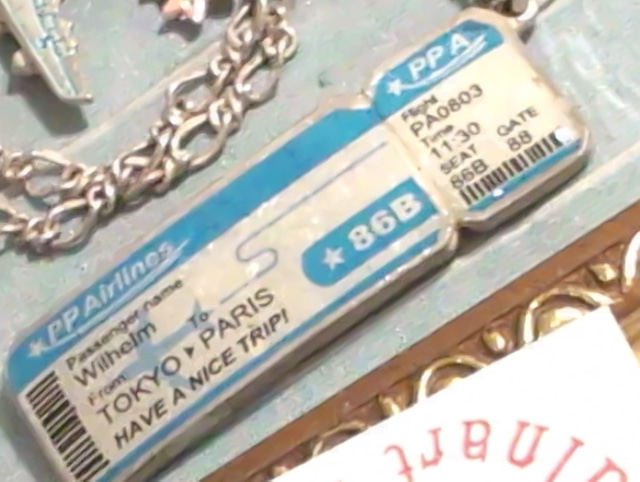 PPA
Flight
PA0803
Time
11:30
SEAT GATE
86B 88
PP Airlines
86B
Passenger name
Wilhelm
From To
TOKYO ▸ PARIS
HAVE A NICE TRIP!